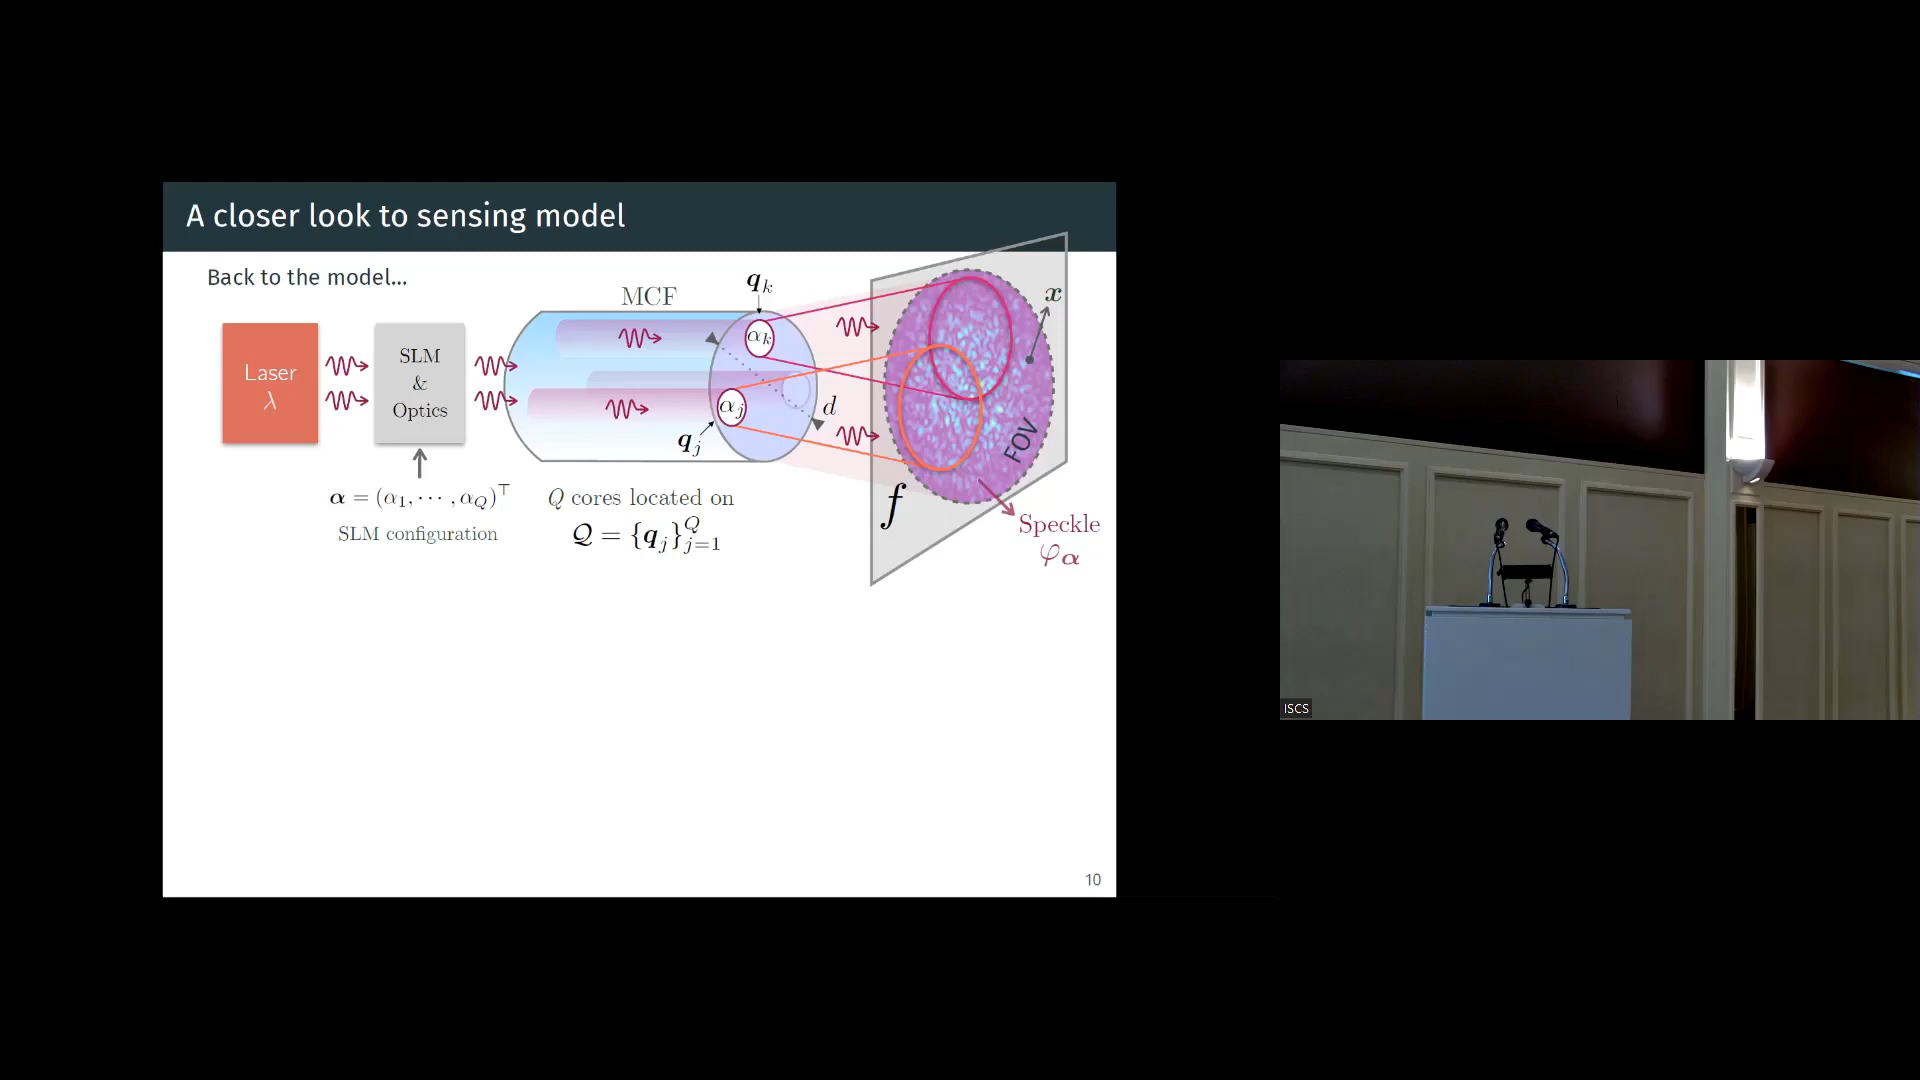 A closer look to sensing model
Back to the model...
MCF
q_k
x
Laser
λ
SLM
&
Optics
α_k
α_j
d
q_j
FOV
f
α = (α_1, ⋯ , α_Q)^⊤
SLM configuration
Q cores located on
𝒬 = {q_j}_{j=1}^Q
Speckle
φ_α
10
ISCS